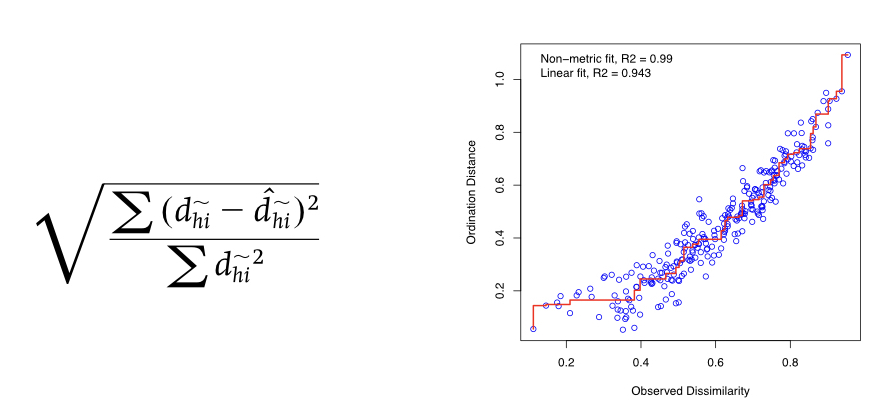 √(∑ (d͠hi − d̂͠hi)² / ∑ d͠hi²)
Non−metric fit, R2 = 0.99
Linear fit, R2 = 0.943
Ordination Distance
1.0
0.8
0.6
0.4
0.2
0.2 0.4 0.6 0.8
Observed Dissimilarity